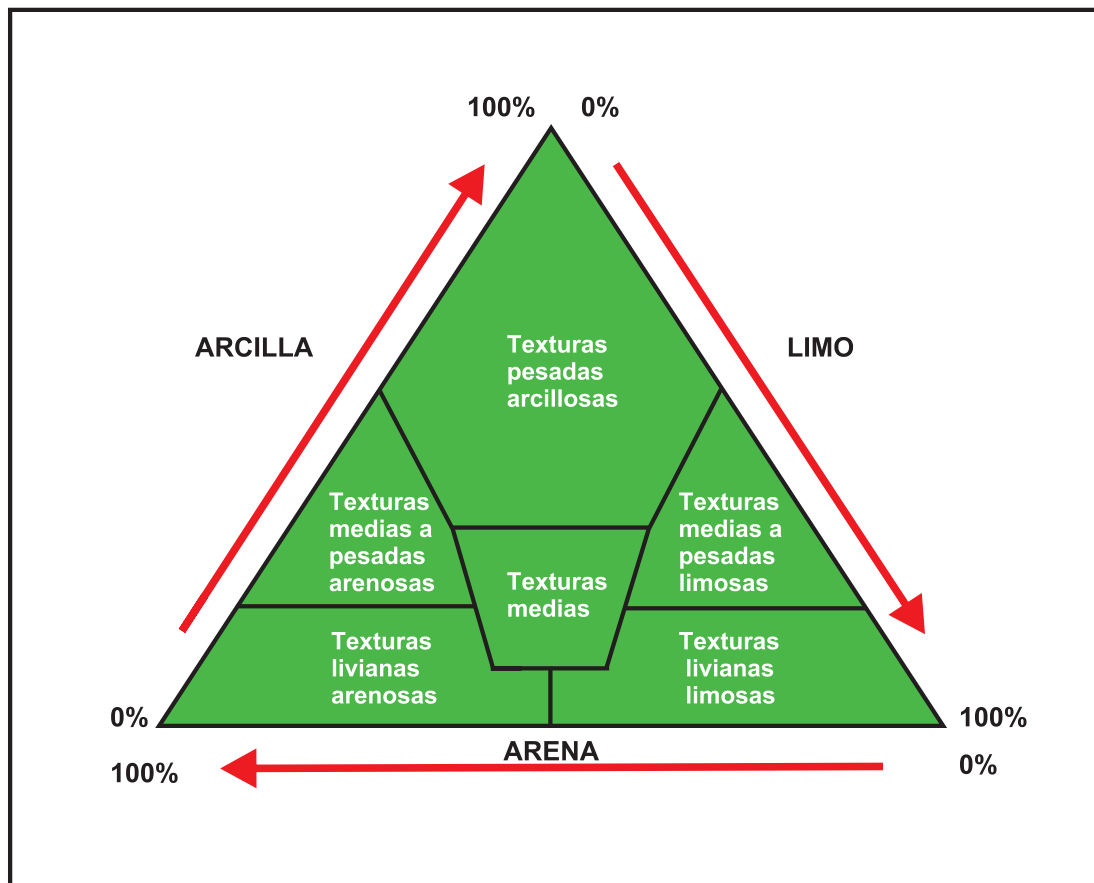 100% 0%
ARCILLA
LIMO
Texturas
pesadas
arcillosas
Texturas
medias a
pesadas
arenosas
Texturas
medias
Texturas
medias a
pesadas
limosas
Texturas
livianas
arenosas
Texturas
livianas
limosas
0%
100%
ARENA
100%
0%